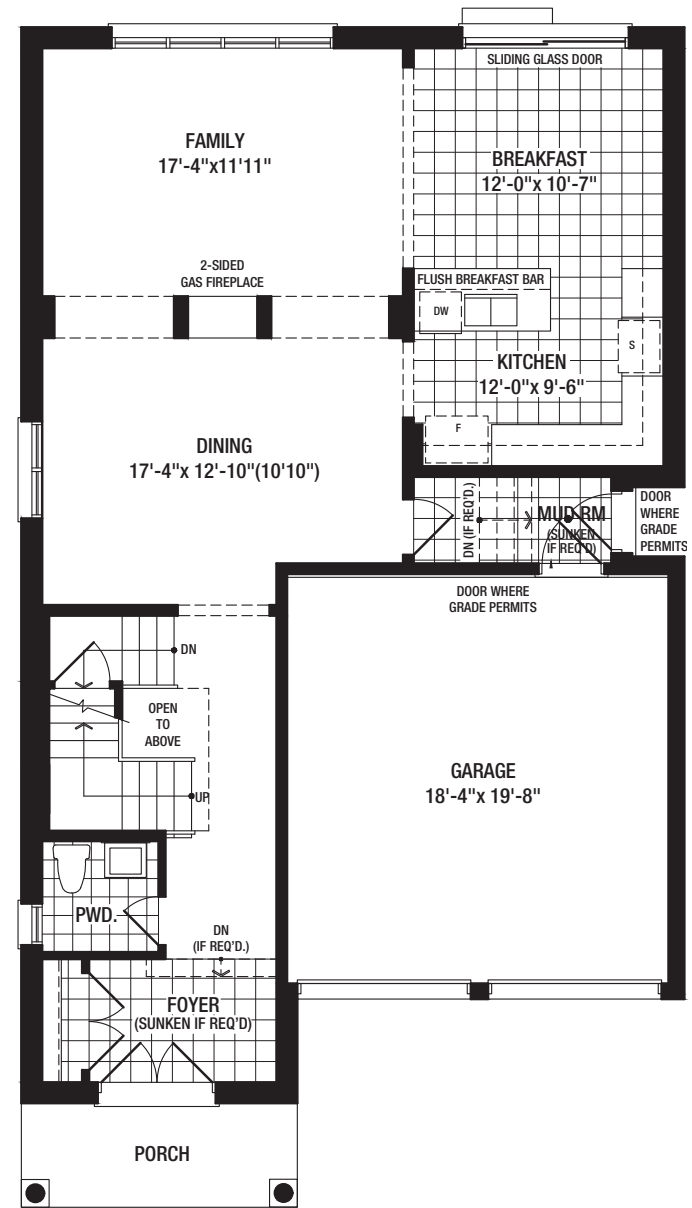 SLIDING GLASS DOOR
FAMILY
17'-4"x11'11"
BREAKFAST
12'-0"x 10'-7"
2-SIDED
GAS FIREPLACE
FLUSH BREAKFAST BAR
DW
S
KITCHEN
12'-0"x 9'-6"
F
DINING
17'-4"x 12'-10"(10'10")
DN (IF REQ'D.)
MUD RM
(SUNKEN
IF REQ'D)
DOOR
WHERE
GRADE
PERMITS
DOOR WHERE
GRADE PERMITS
DN
OPEN
TO
ABOVE
UP
GARAGE
18'-4"x 19'-8"
PWD.
DN
(IF REQ'D.)
FOYER
(SUNKEN IF REQ'D)
PORCH